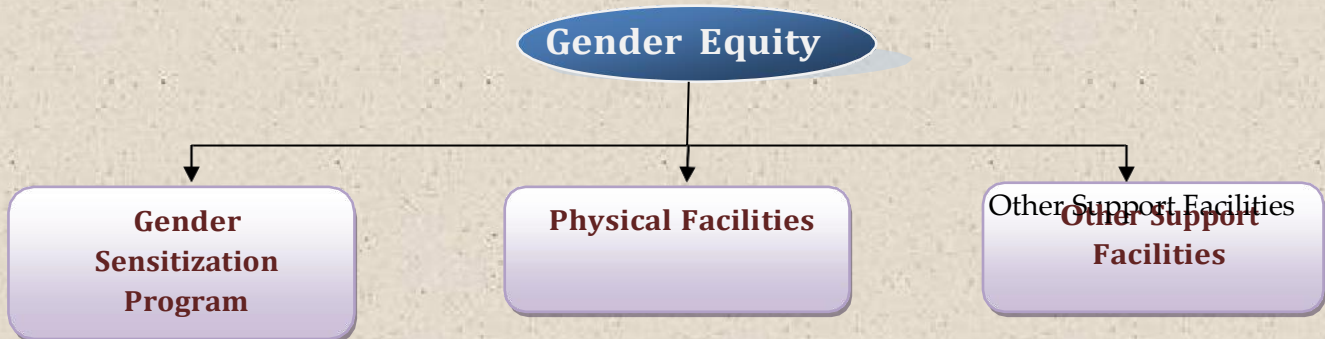 Gender Equity
Gender
Sensitization
Program
Physical Facilities
Other Support Facilities
Other Support
Facilities